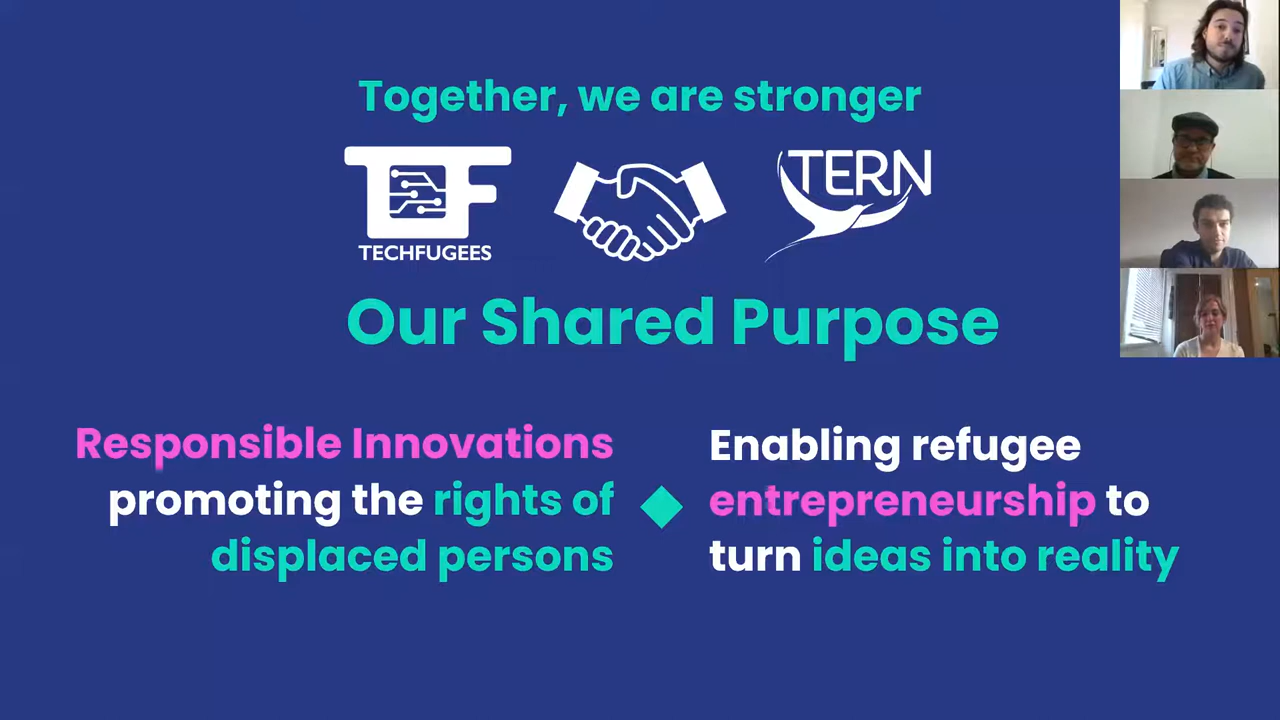 Together, we are stronger
TECHFUGEES
TERN
Our Shared Purpose
Responsible Innovations
promoting the rights of
displaced persons
Enabling refugee
entrepreneurship to
turn ideas into reality